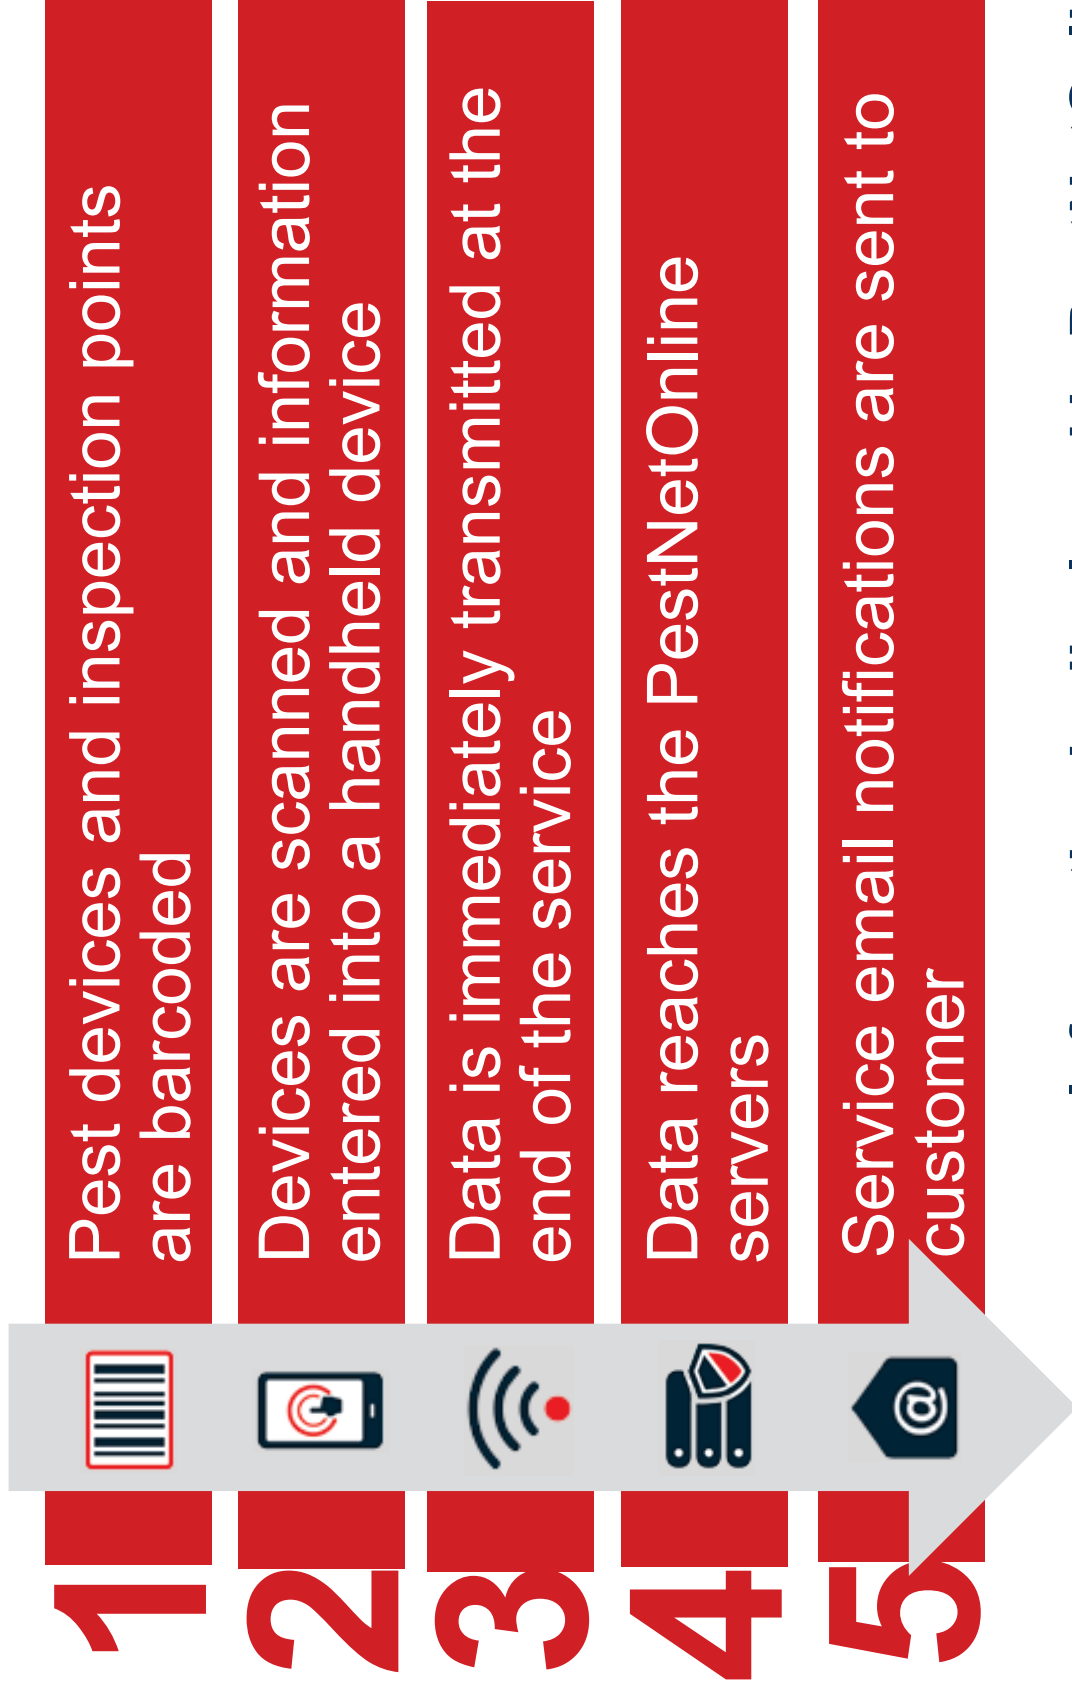 1
Pest devices and inspection points
are barcoded
2
Devices are scanned and information
entered into a handheld device
3
Data is immediately transmitted at the
end of the service
4
Data reaches the PestNetOnline
servers
5
Service email notifications are sent to
customer
@